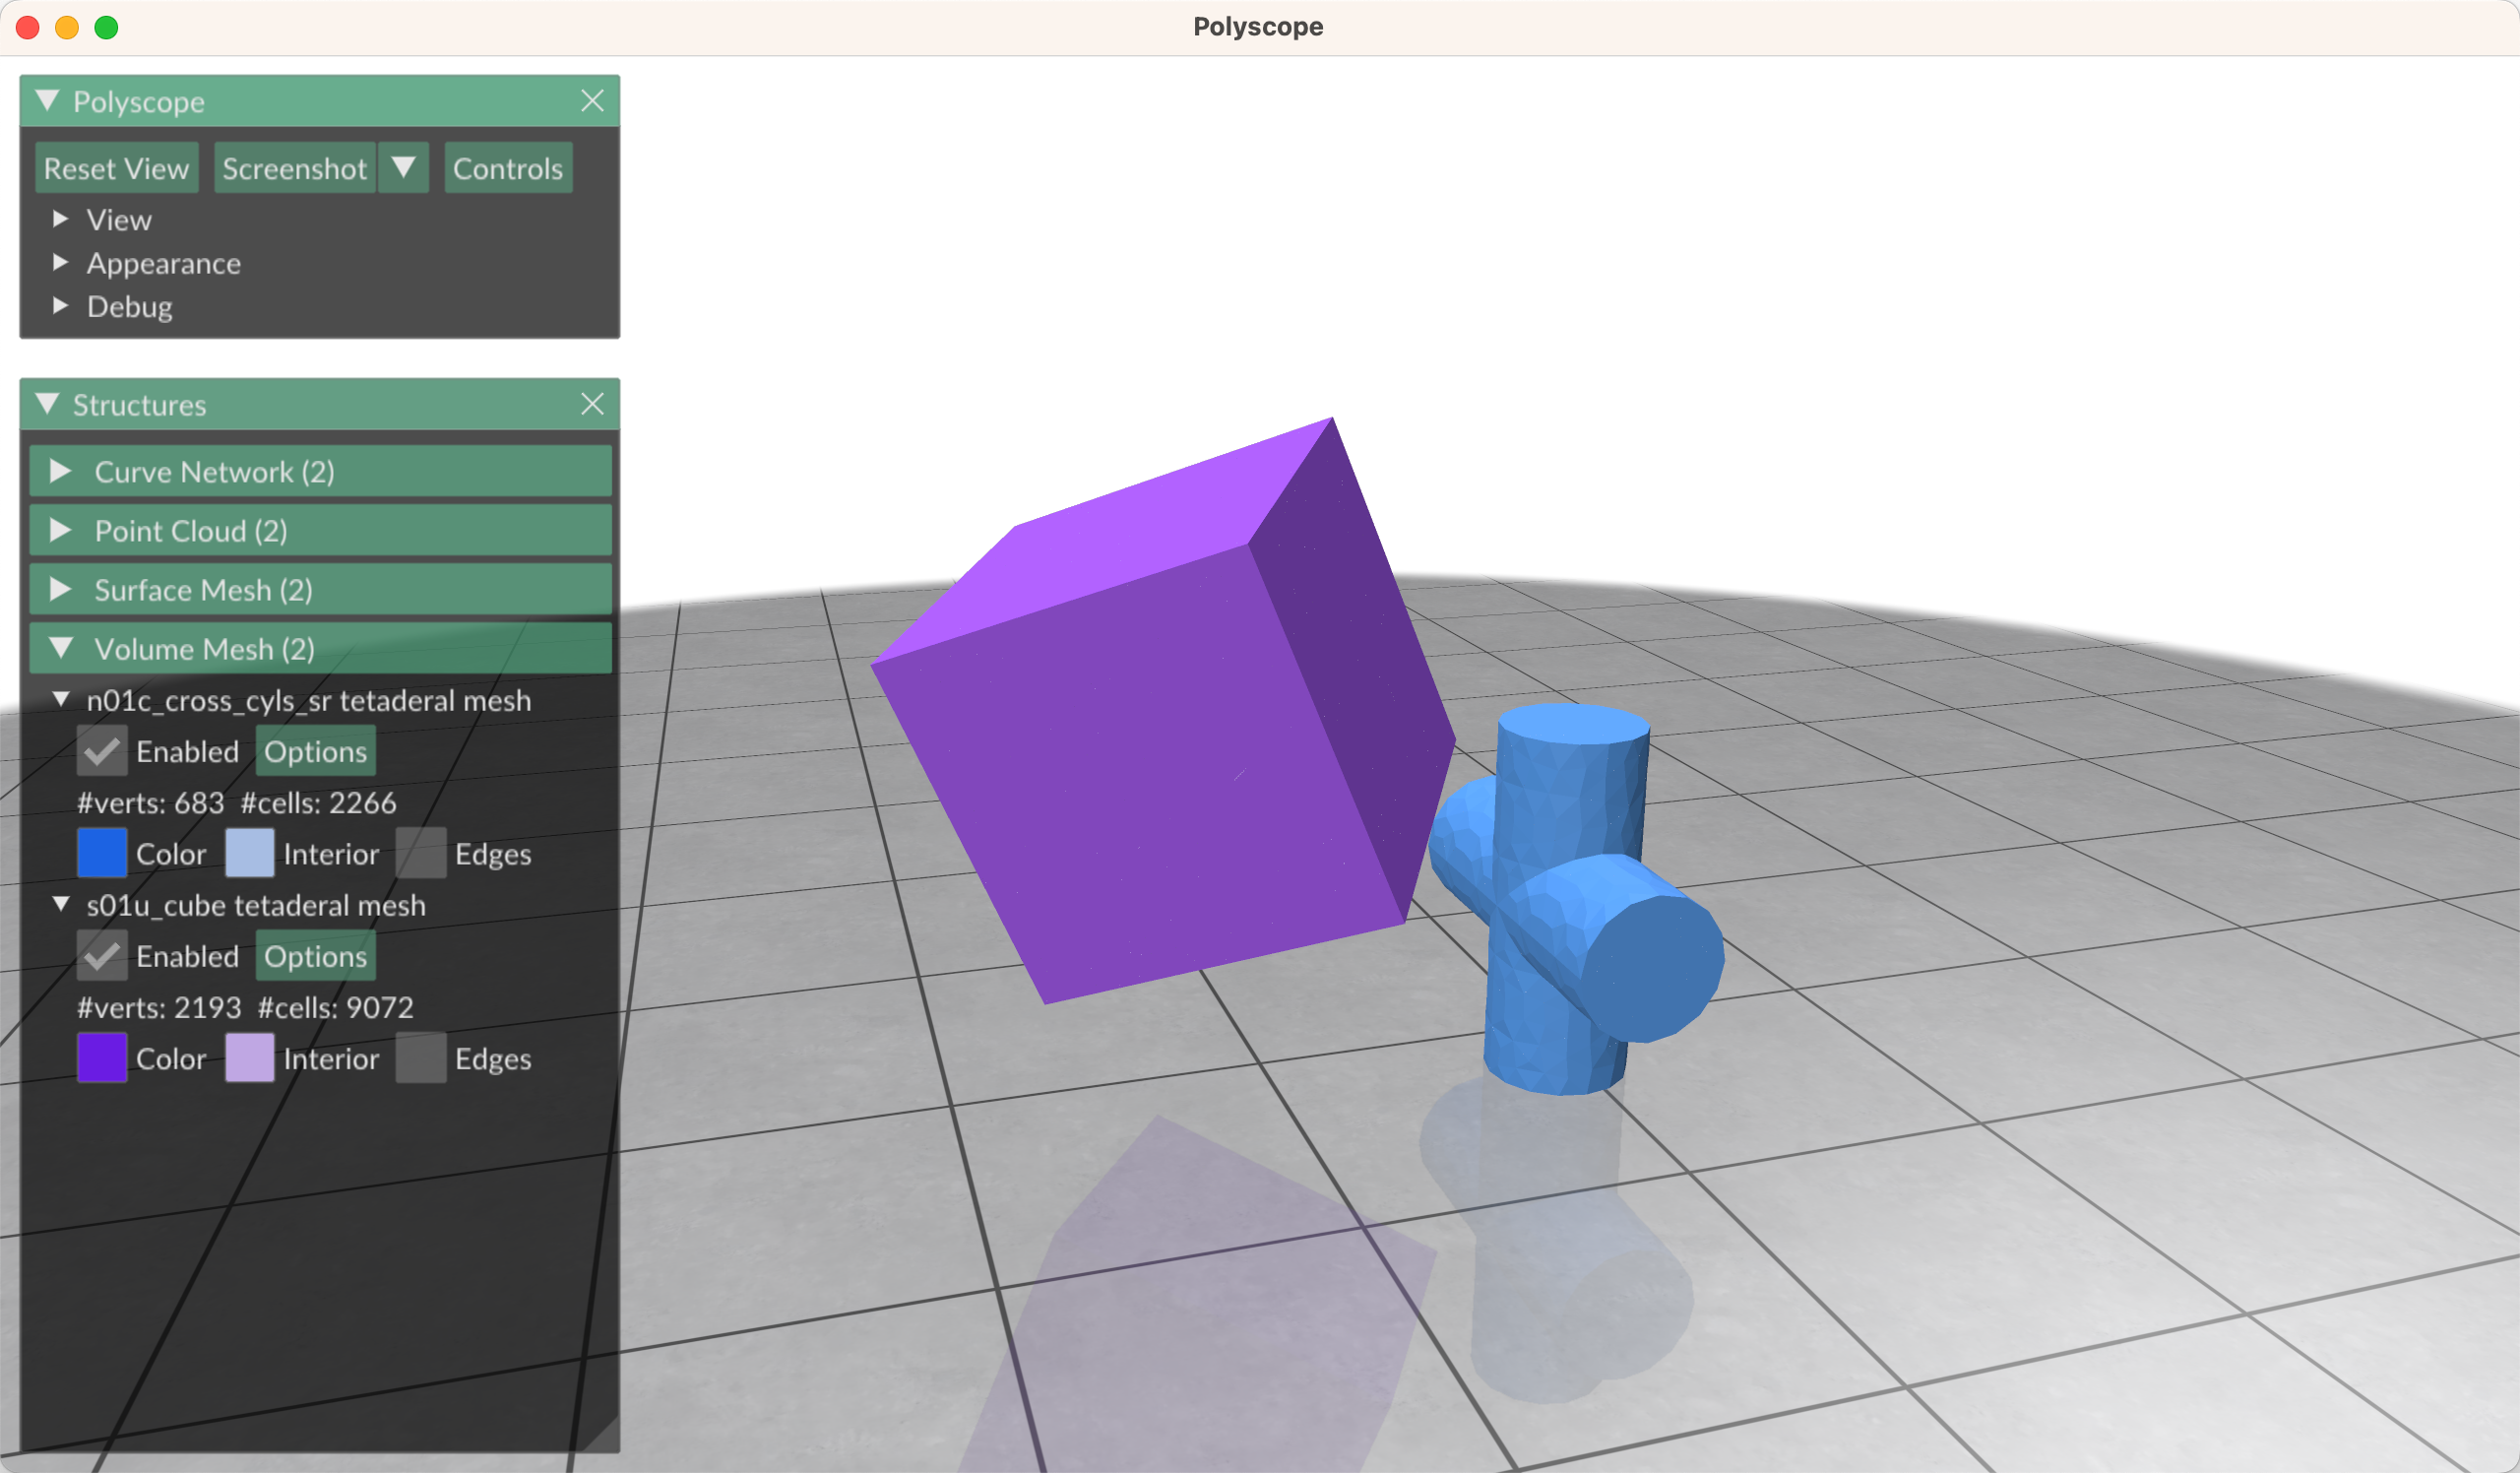 Polyscope
Polyscope
Reset View Screenshot Controls
View
Appearance
Debug
Structures
Curve Network (2)
Point Cloud (2)
Surface Mesh (2)
Volume Mesh (2)
n01c_cross_cyls_sr tetaderal mesh
Enabled Options
#verts: 683 #cells: 2266
Color Interior Edges
s01u_cube tetaderal mesh
Enabled Options
#verts: 2193 #cells: 9072
Color Interior Edges